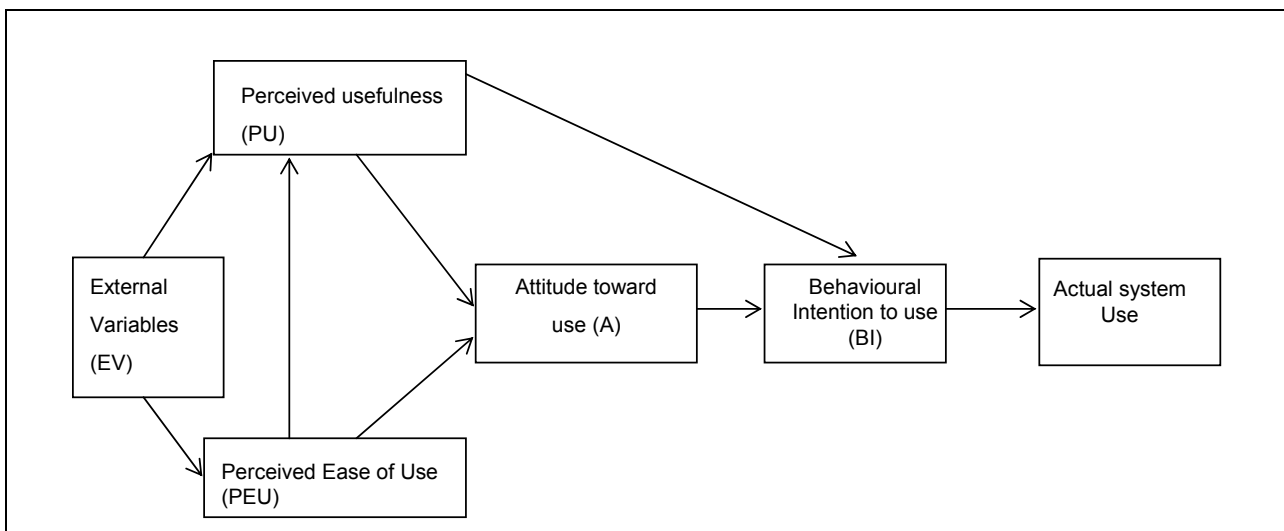 Perceived usefulness
(PU)
External
Variables
(EV)
Attitude toward
use (A)
Behavioural
Intention to use
(BI)
Actual system
Use
Perceived Ease of Use
(PEU)